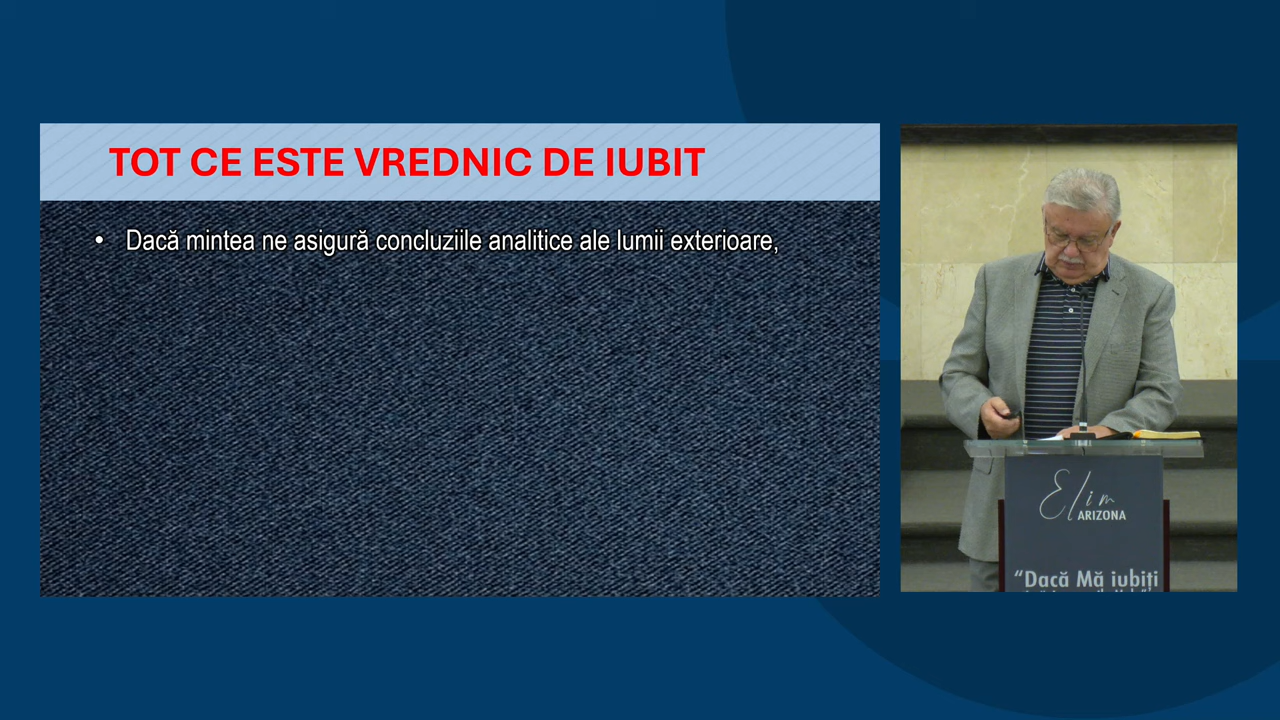 TOT CE ESTE VREDNIC DE IUBIT
• Dacă mintea ne asigură concluziile analitice ale lumii exterioare,
Elim
ARIZONA
“Dacă Mă iubiți